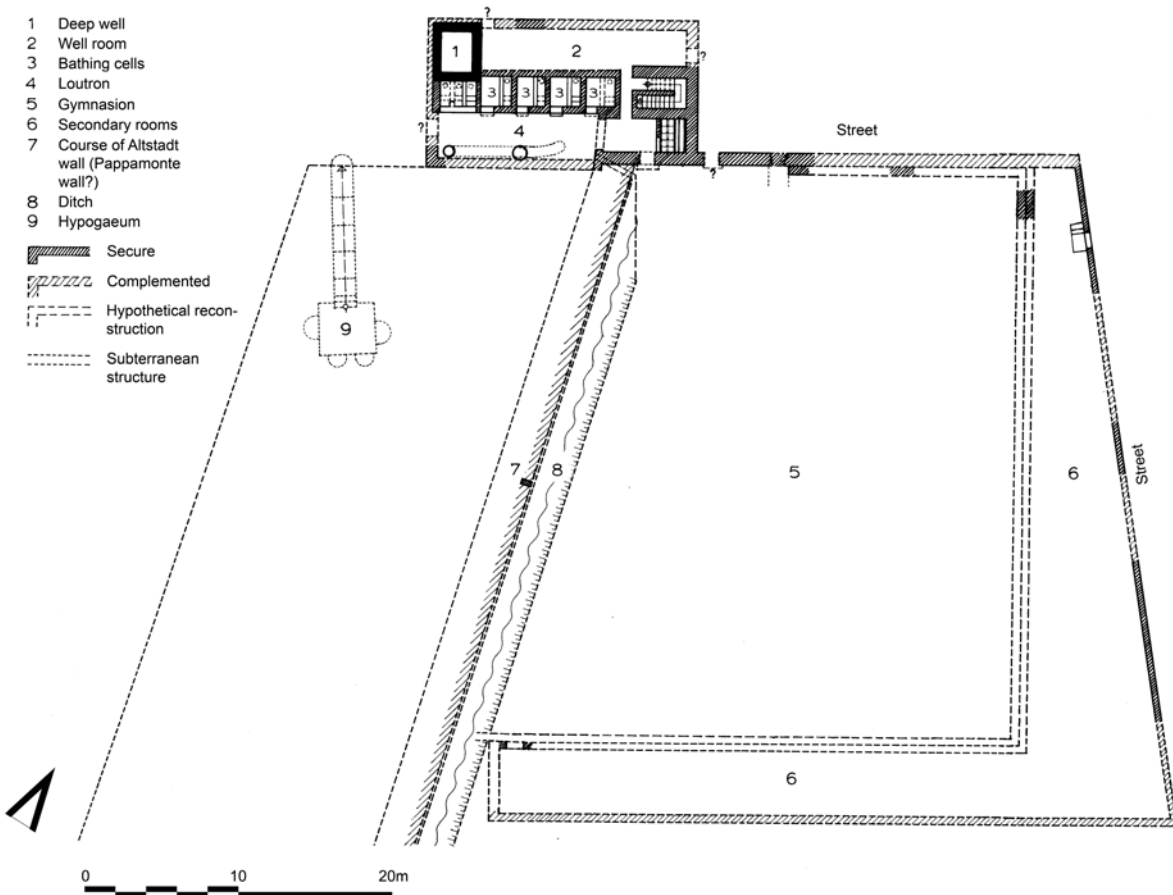 1 Deep well
2 Well room
3 Bathing cells
4 Loutron
5 Gymnasion
6 Secondary rooms
7 Course of Altstadt
wall (Pappamonte
wall?)
8 Ditch
9 Hypogaeum
Secure
Complemented
Hypothetical recon-
struction
Subterranean
structure
?
1
2
?
3
3
3
3
?
4
Street
?
9
7
8
5
6
Street
6
0 10 20m